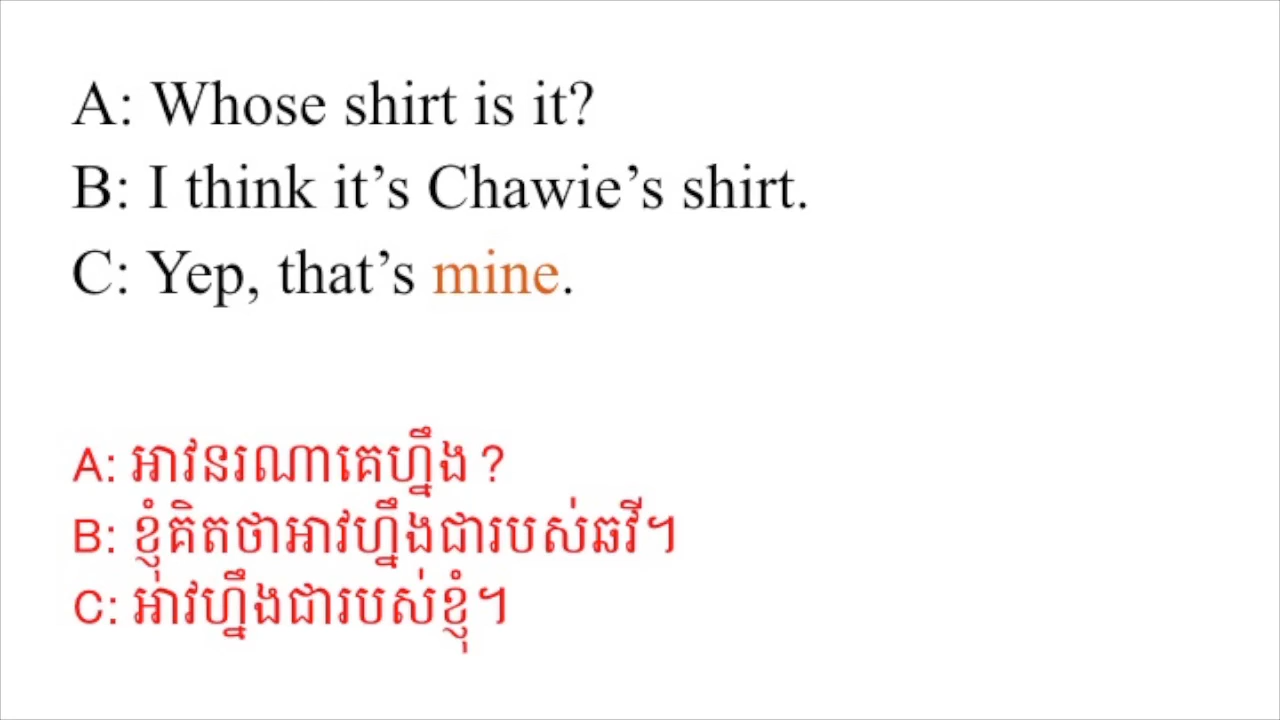 A: Whose shirt is it?
B: I think it’s Chawie’s shirt.
C: Yep, that’s mine.
A: អាវនរណាគេហ្នឹង ?
B: ខ្ញុំគិតថាអាវហ្នឹងជារបស់ឆវី។
C: អាវហ្នឹងជារបស់ខ្ញុំ។